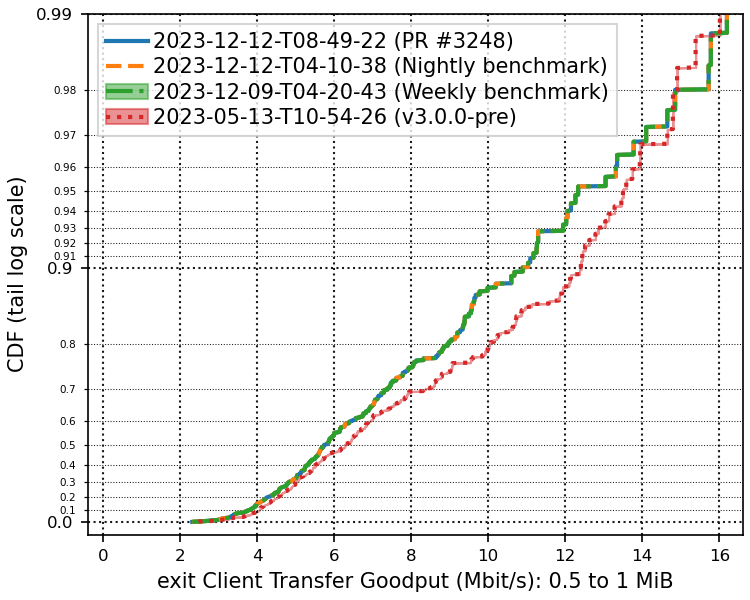 0.99
2023-12-12-T08-49-22 (PR #3248)
2023-12-12-T04-10-38 (Nightly benchmark)
2023-12-09-T04-20-43 (Weekly benchmark)
2023-05-13-T10-54-26 (v3.0.0-pre)
0.98
0.97
0.96
0.95
0.94
0.93
0.92
0.91
0.9
0.8
0.7
0.6
0.5
0.4
0.3
0.2
0.1
0.0
CDF (tail log scale)
0 2 4 6 8 10 12 14 16
exit Client Transfer Goodput (Mbit/s): 0.5 to 1 MiB